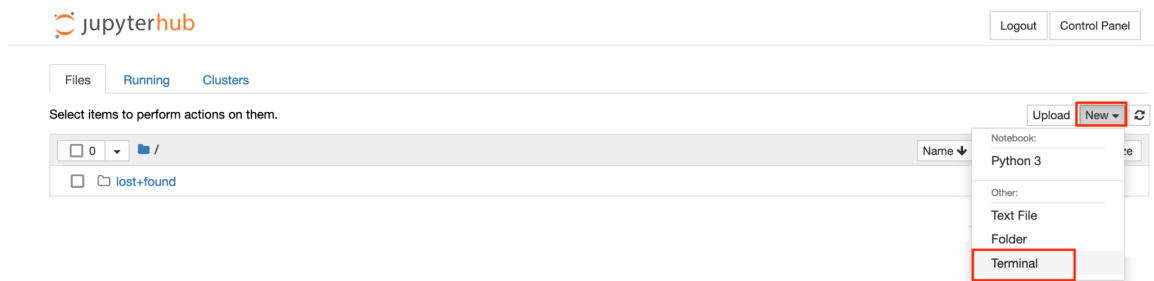 jupyterhub
Logout Control Panel
Files Running Clusters
Select items to perform actions on them.
Upload New
0 /
Name
ze
lost+found
Notebook:
Python 3
Other:
Text File
Folder
Terminal